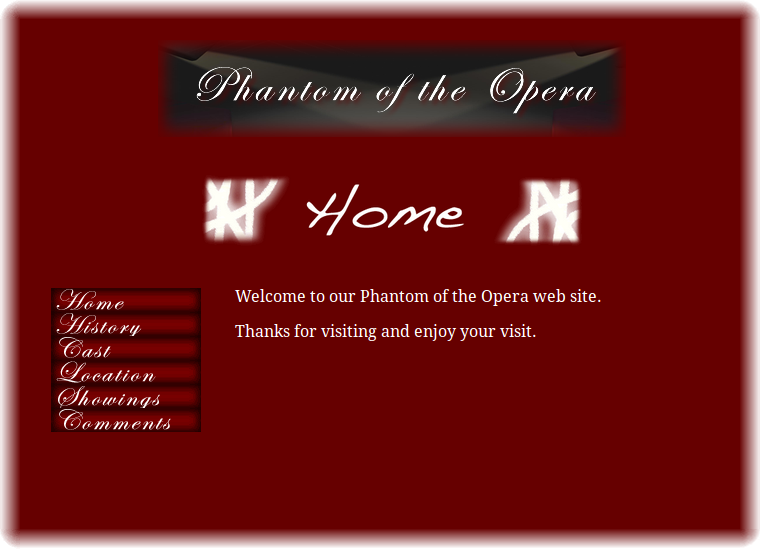 Phantom of the Opera
Home
Home
History
Cast
Location
Showings
Comments
Welcome to our Phantom of the Opera web site.
Thanks for visiting and enjoy your visit.